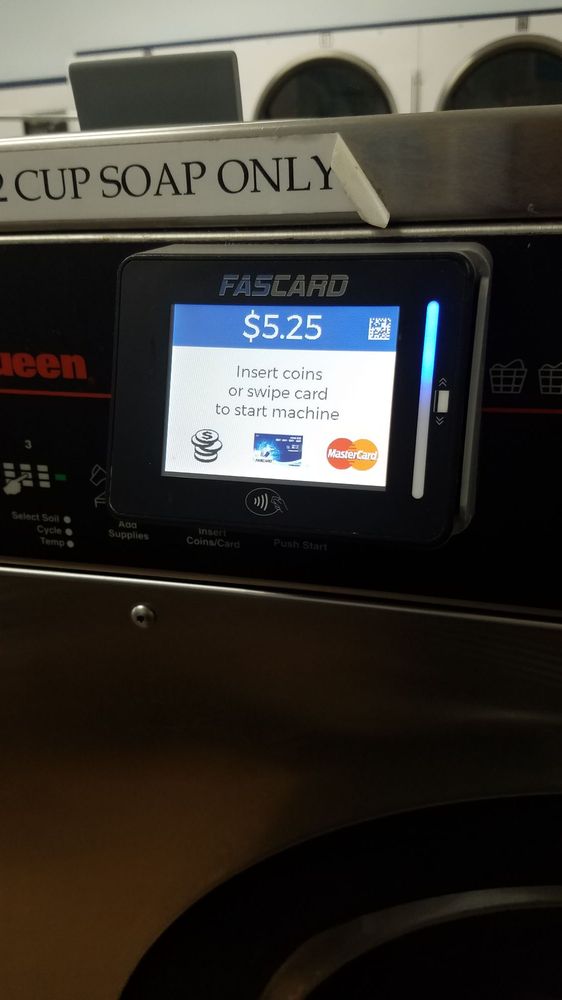 2 CUP SOAP ONLY
FASCARD
$5.25
Insert coins
or swipe card
to start machine
MasterCard
ueen
3
Select Soil
Cycle
Temp
Add
Supplies
Insert
Coins/Card
Push Start